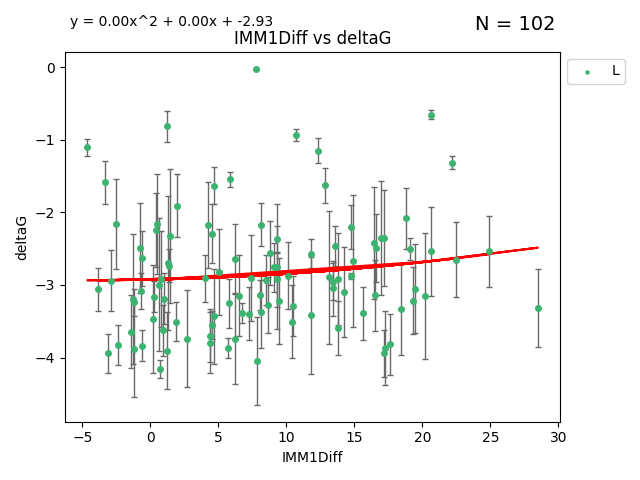 y = 0.00x^2 + 0.00x + -2.93
N = 102
IMM1Diff vs deltaG
L
deltaG
0
−1
−2
−3
−4
−5 0 5 10 15 20 25 30
IMM1Diff